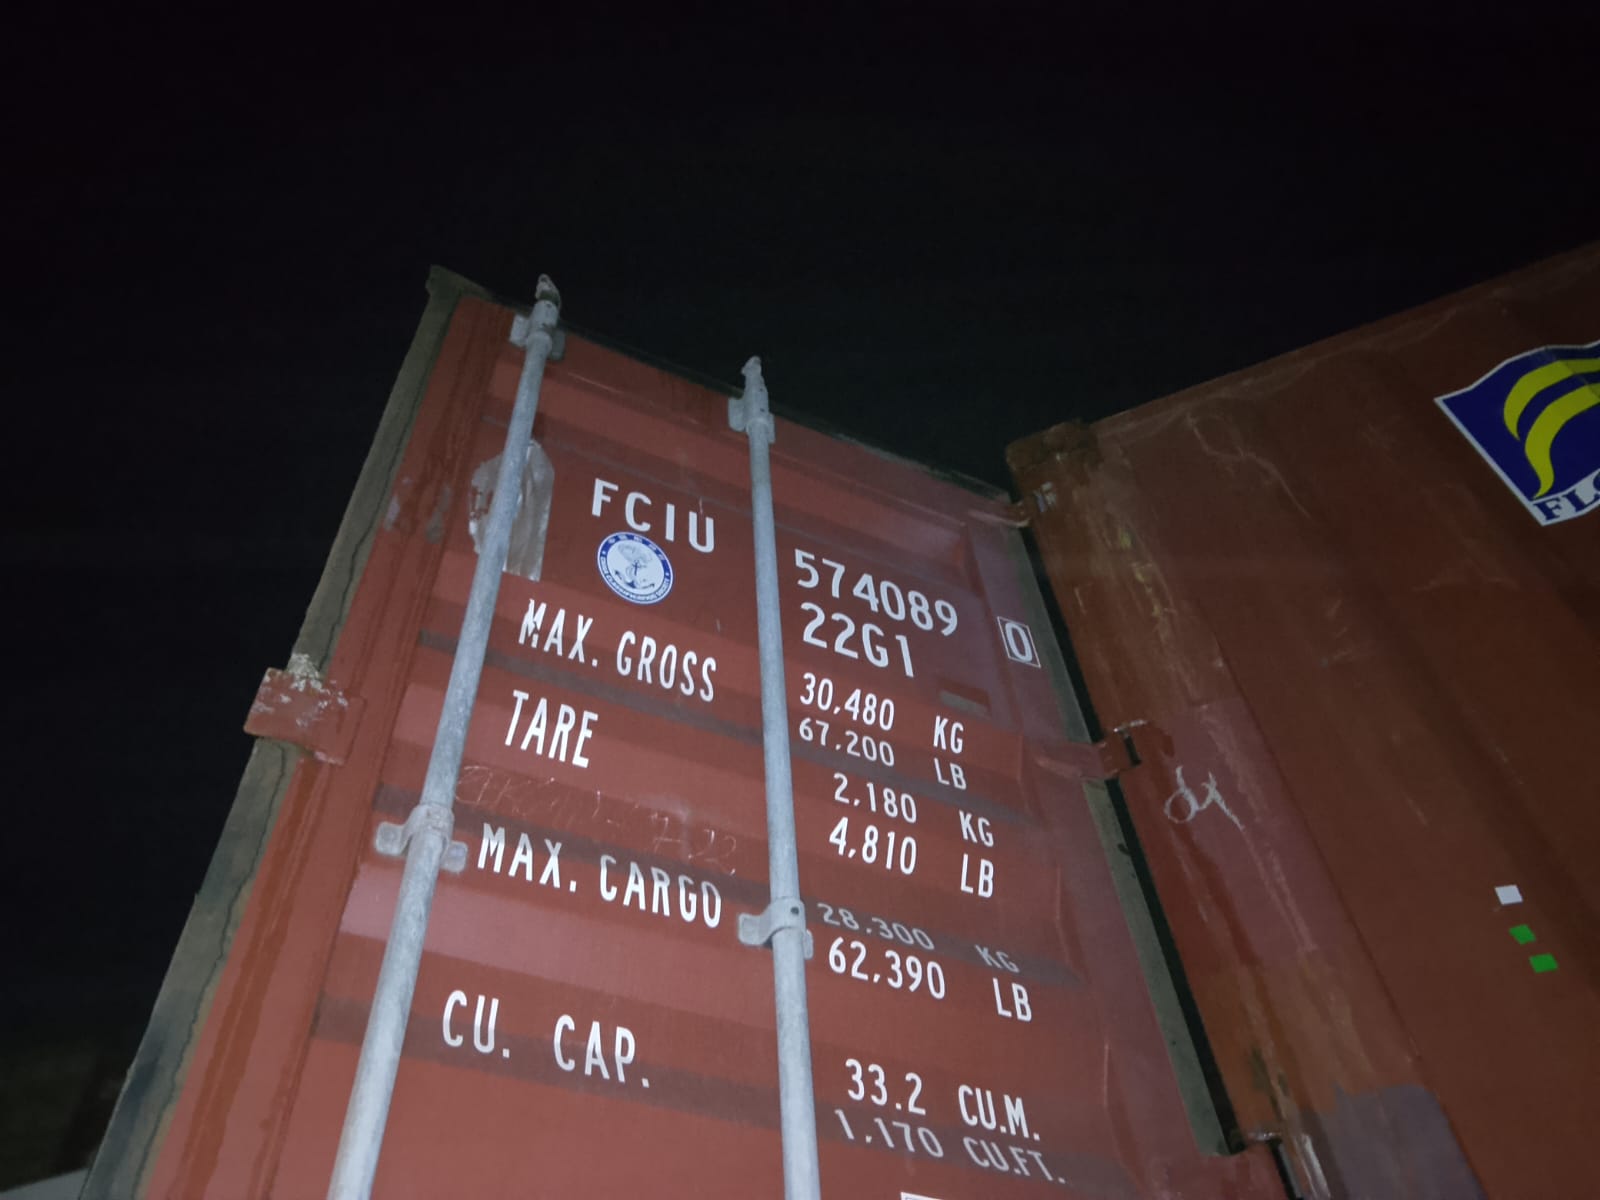 FCIU 574089 0
22G1
MAX. GROSS 30,480 KG
67,200 LB
TARE 2,180 KG
4,810 LB
MAX. CARGO 28,300 KG
62,390 LB
CU. CAP. 33.2 CU.M.
1,170 CU.FT.